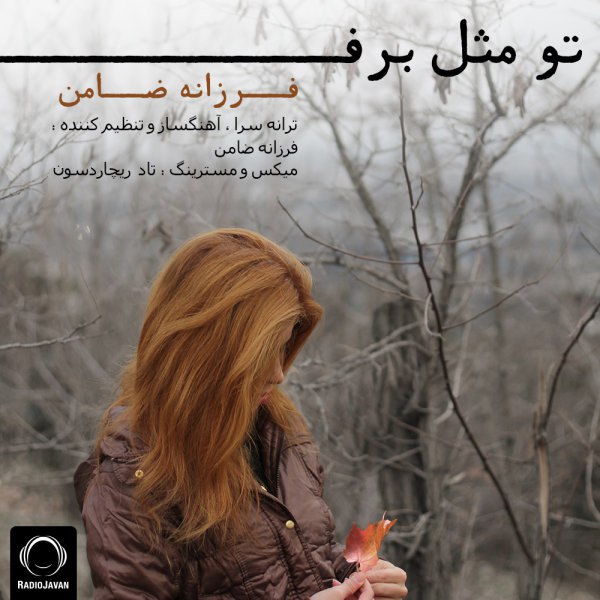 تو مثل برف
فرزانه ضامن
ترانه سرا ، آهنگساز و تنظیم کننده :
فرزانه ضامن
میکس و مسترینگ : تاد ریچاردسون
RADIOJAVAN